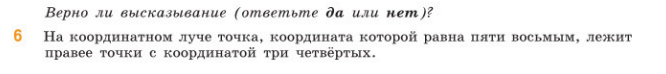 Верно ли высказывание (ответьте да или нет)?
6 На координатном луче точка, координата которой равна пяти восьмым, лежит
правее точки с координатой три четвёртых.